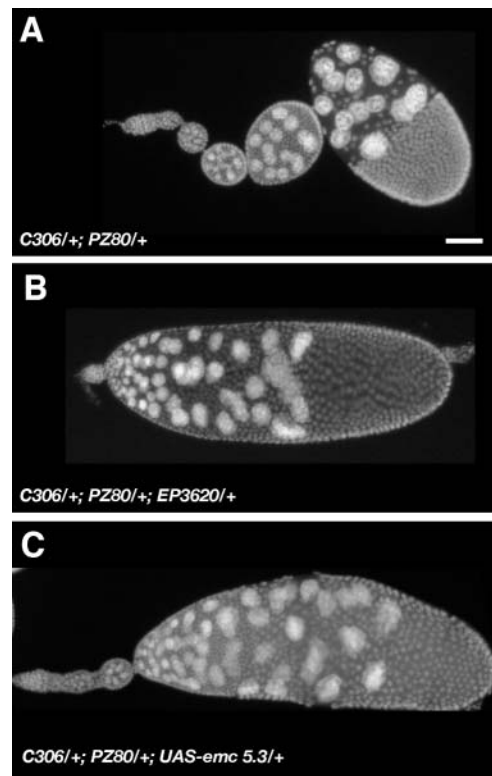 A
C306/+; PZ80/+
B
C306/+; PZ80/+; EP3620/+
C
C306/+; PZ80/+; UAS-emc 5.3/+